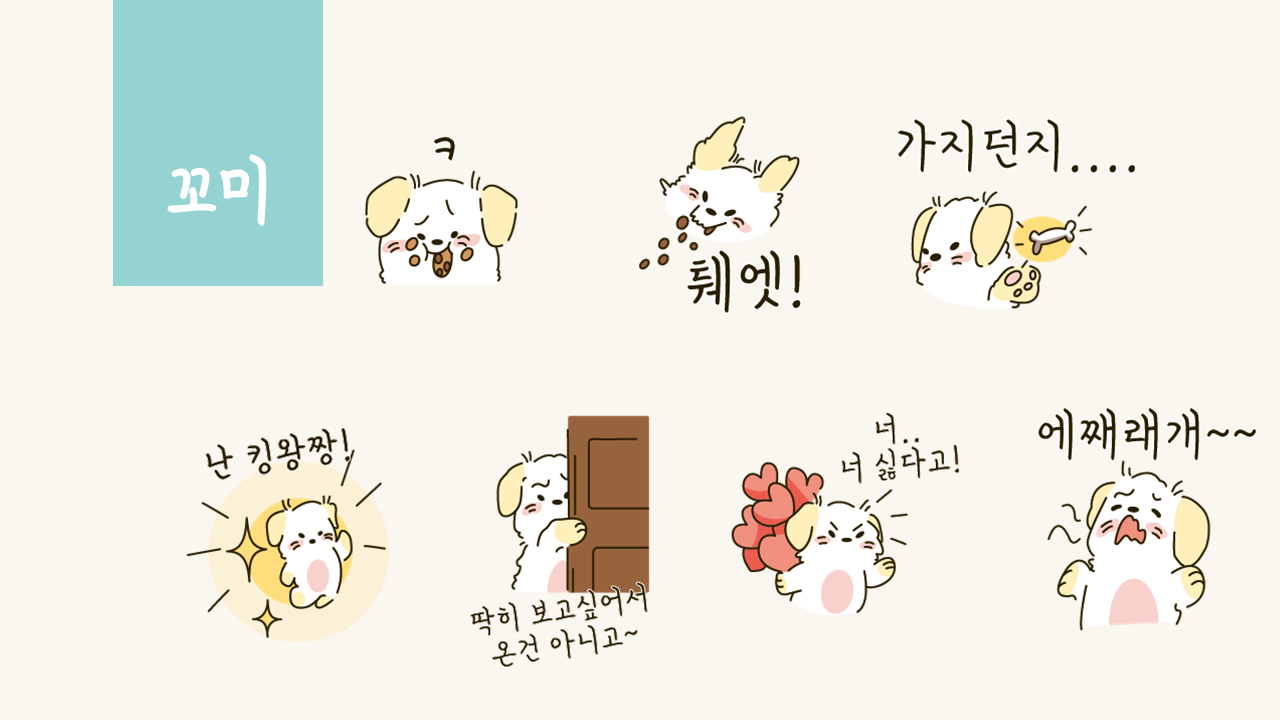 꼬미
ㅋ
퉤엣!
가지던지....
난 킹왕짱!
딱히 보고싶어서
온건 아니고~
너..
너 싫다고!
에째래개~~